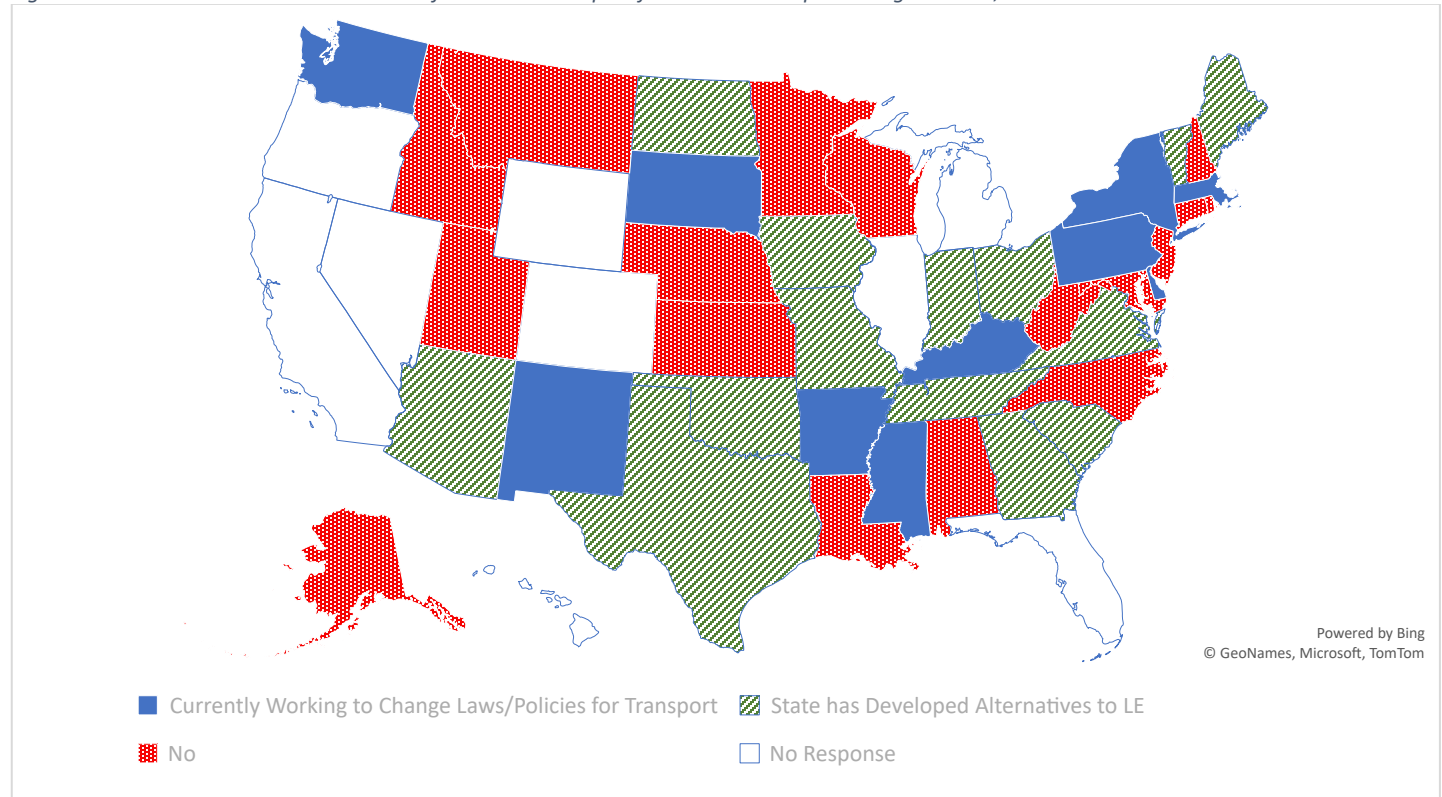 Powered by Bing
© GeoNames, Microsoft, TomTom
Currently Working to Change Laws/Policies for Transport
State has Developed Alternatives to LE
No
No Response